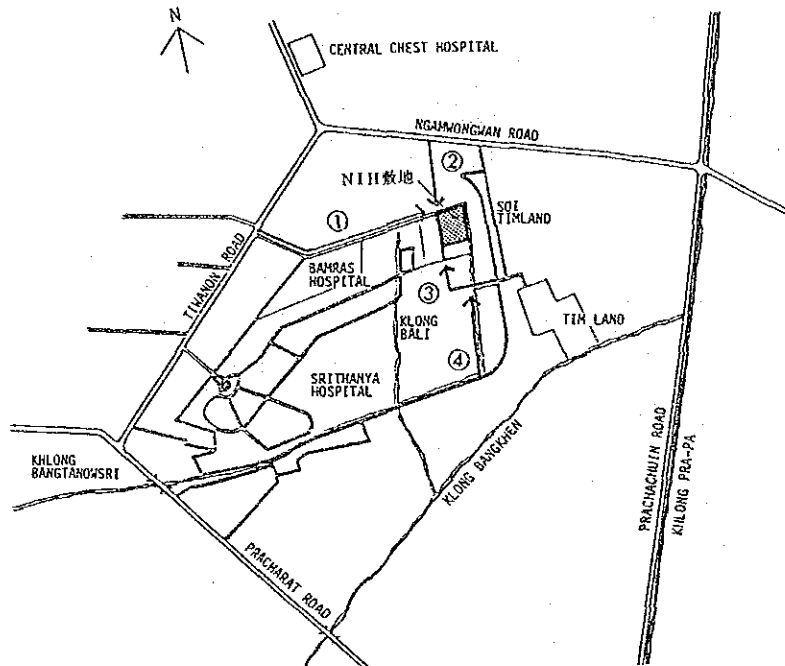 N
CENTRAL CHEST HOSPITAL
NGAMWONGWAN ROAD
②
NIH敷地
①
SOI
TIMLAND
TIWANON ROAD
BAMRAS
HOSPITAL
③
KLONG
BALI
TIM LAND
④
SRITHANYA
HOSPITAL
KHLONG
BANGTANOWSRI
KLONG BANGKHEN
PRACHACHUIN ROAD
KHLONG PRA-PA
PRACHARAT ROAD